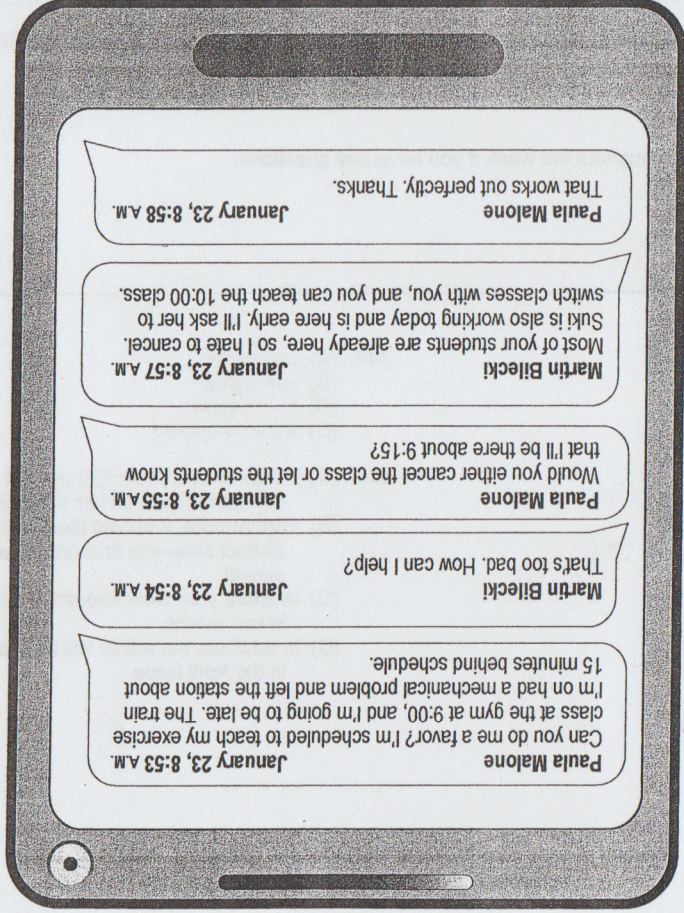 Paula Malone January 23, 8:53 A.M.
Can you do me a favor? I'm scheduled to teach my exercise
class at the gym at 9:00, and I'm going to be late. The train
I'm on had a mechanical problem and left the station about
15 minutes behind schedule.
Martin Bilecki January 23, 8:54 A.M.
That's too bad. How can I help?
Paula Malone January 23, 8:55 A.M.
Would you either cancel the class or let the students know
that I'll be there about 9:15?
Martin Bilecki January 23, 8:57 A.M.
Most of your students are already here, so I hate to cancel.
Suki is also working today and is here early. I'll ask her to
switch classes with you, and you can teach the 10:00 class.
Paula Malone January 23, 8:58 A.M.
That works out perfectly. Thanks.